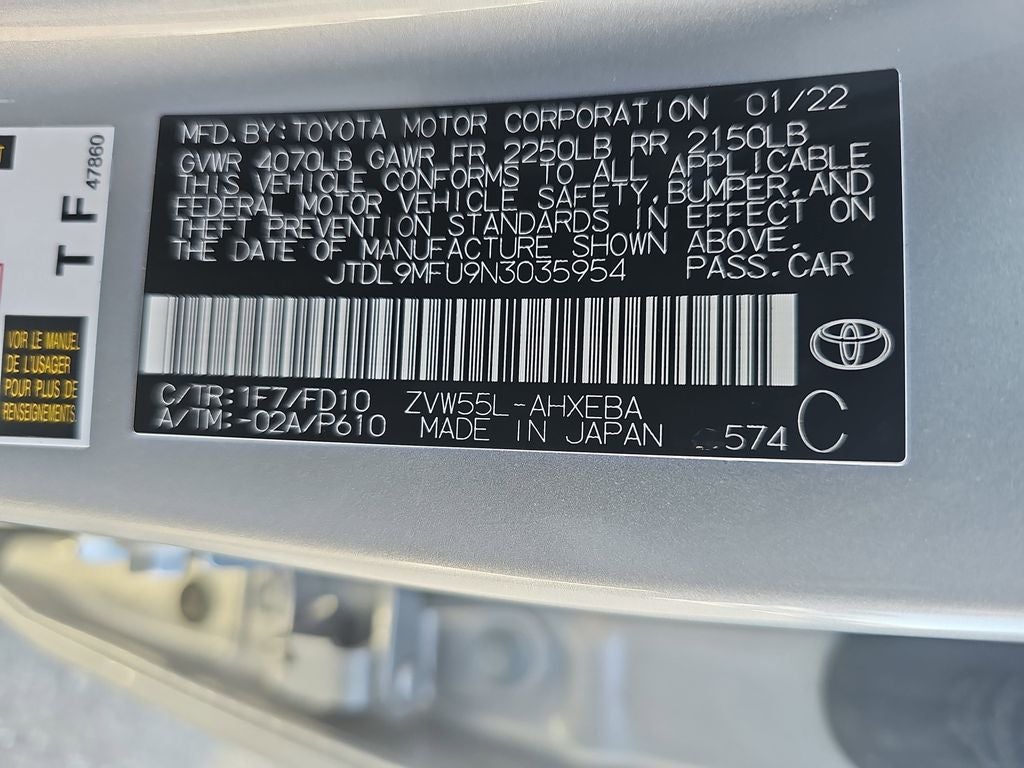 MFD. BY: TOYOTA MOTOR CORPORATION 01/22
GVWR 4070LB GAWR FR 2250LB RR 2150LB
THIS VEHICLE CONFORMS TO ALL APPLICABLE
FEDERAL MOTOR VEHICLE SAFETY, BUMPER, AND
THEFT PREVENTION STANDARDS IN EFFECT ON
THE DATE OF MANUFACTURE SHOWN ABOVE.
JTDL9MFU9N3035954 PASS. CAR
C/TR: 1F7/FD10 ZVW55L-AHXEBA
A/TM: -02A/P610 MADE IN JAPAN 574 C
T F
47860
VOIR LE MANUEL
DE L'USAGER
POUR PLUS DE
RENSEIGNEMENTS.